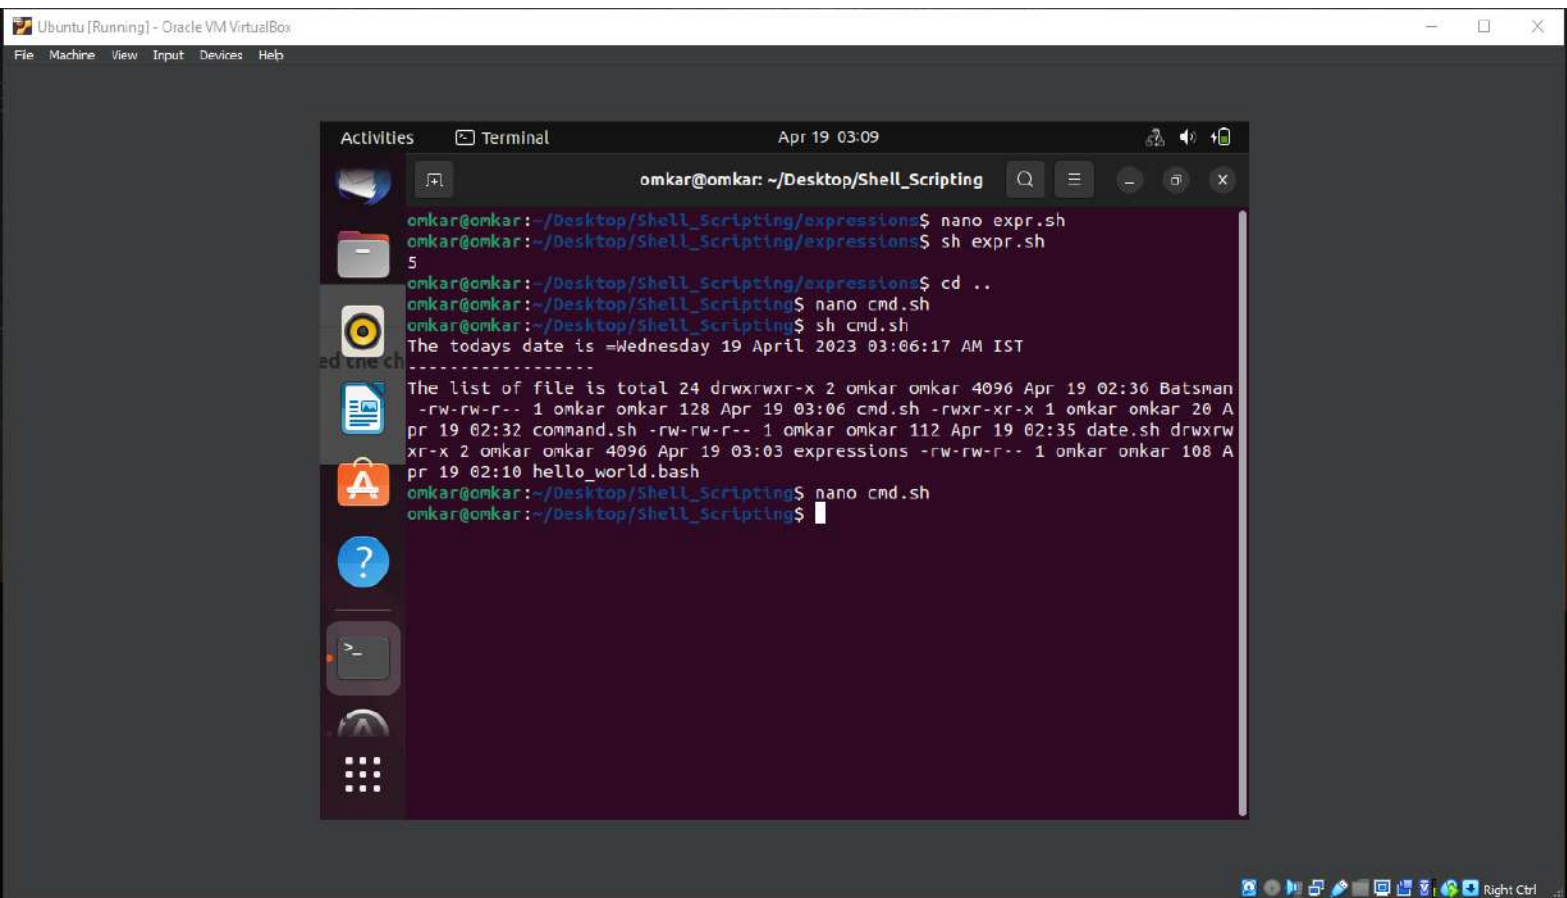 Ubuntu [Running] - Oracle VM VirtualBox
File Machine View Input Devices Help
Activities Terminal Apr 19 03:09
omkar@omkar: ~/Desktop/Shell_Scripting
omkar@omkar:~/Desktop/Shell_Scripting/expressions$ nano expr.sh
omkar@omkar:~/Desktop/Shell_Scripting/expressions$ sh expr.sh
5
omkar@omkar:~/Desktop/Shell_Scripting/expressions$ cd ..
omkar@omkar:~/Desktop/Shell_Scripting$ nano cmd.sh
omkar@omkar:~/Desktop/Shell_Scripting$ sh cmd.sh
The todays date is =Wednesday 19 April 2023 03:06:17 AM IST
ed the ch
------------------
The list of file is total 24 drwxrwxr-x 2 omkar omkar 4096 Apr 19 02:36 Batsman
-rw-rw-r-- 1 omkar omkar 128 Apr 19 03:06 cmd.sh -rwxr-xr-x 1 omkar omkar 20 A
pr 19 02:32 command.sh -rw-rw-r-- 1 omkar omkar 112 Apr 19 02:35 date.sh drwxrw
xr-x 2 omkar omkar 4096 Apr 19 03:03 expressions -rw-rw-r-- 1 omkar omkar 108 A
pr 19 02:10 hello_world.bash
omkar@omkar:~/Desktop/Shell_Scripting$ nano cmd.sh
omkar@omkar:~/Desktop/Shell_Scripting$
Right Ctrl